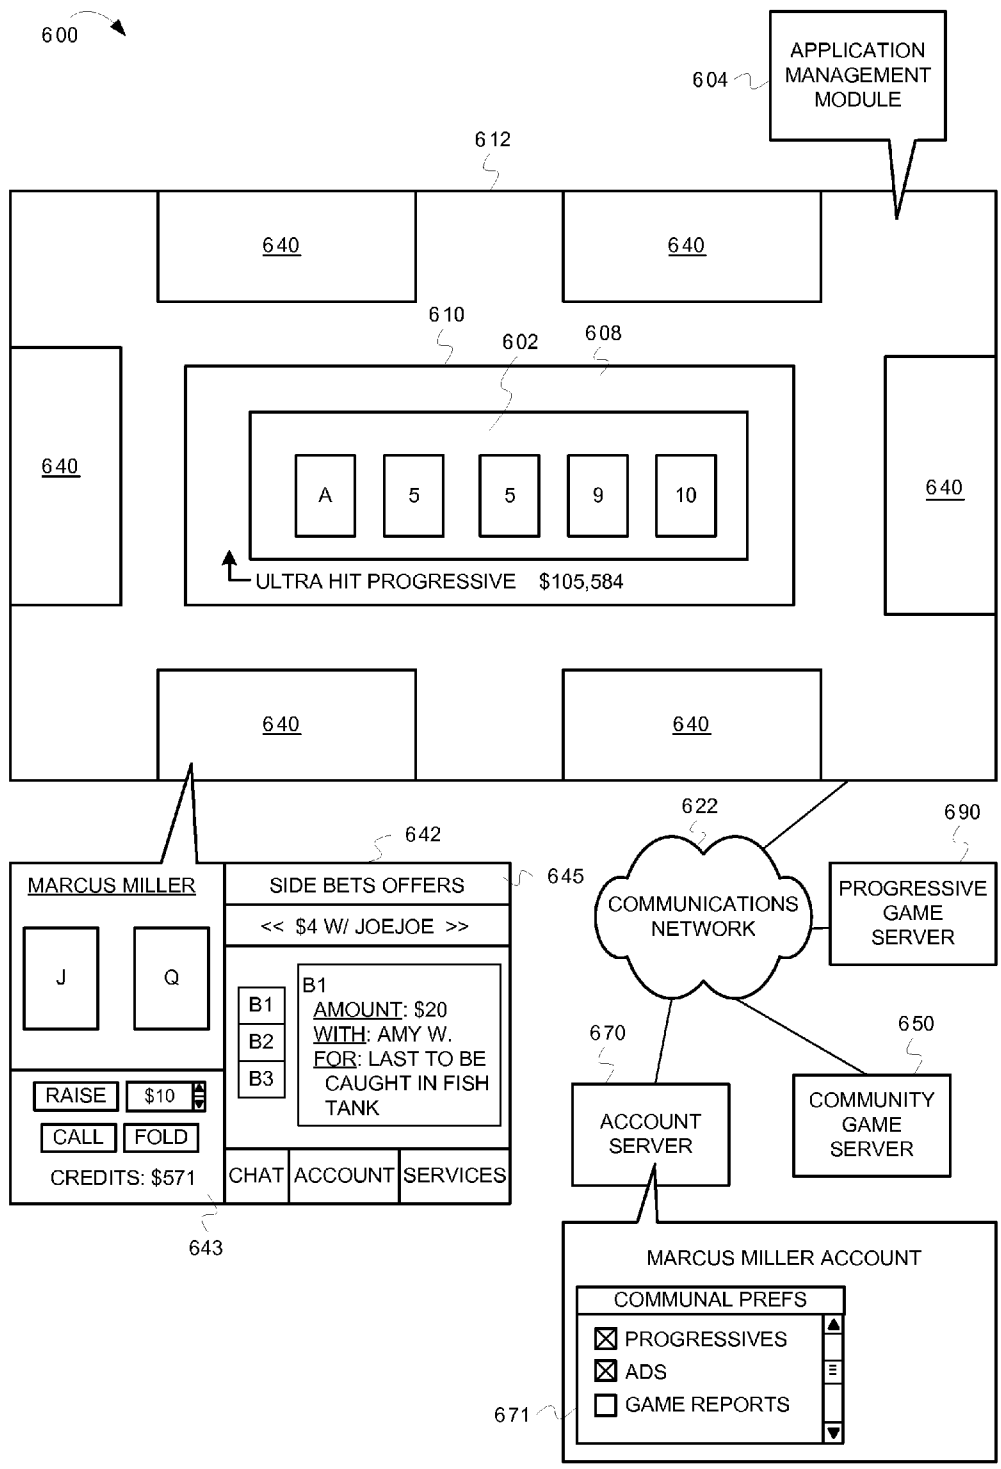 600
604
APPLICATION
MANAGEMENT
MODULE
612
640
640
610
602
608
640
640
A
5
5
9
10
ULTRA HIT PROGRESSIVE $105,584
640
640
622
690
642
645
MARCUS MILLER
J
Q
RAISE
$10
CALL
FOLD
CREDITS: $571
643
SIDE BETS OFFERS
<< $4 W/ JOEJOE >>
B1
B2
B3
B1
AMOUNT: $20
WITH: AMY W.
FOR: LAST TO BE
CAUGHT IN FISH
TANK
CHAT
ACCOUNT
SERVICES
COMMUNICATIONS
NETWORK
PROGRESSIVE
GAME
SERVER
670
650
ACCOUNT
SERVER
COMMUNITY
GAME
SERVER
MARCUS MILLER ACCOUNT
COMMUNAL PREFS
PROGRESSIVES
ADS
GAME REPORTS
671